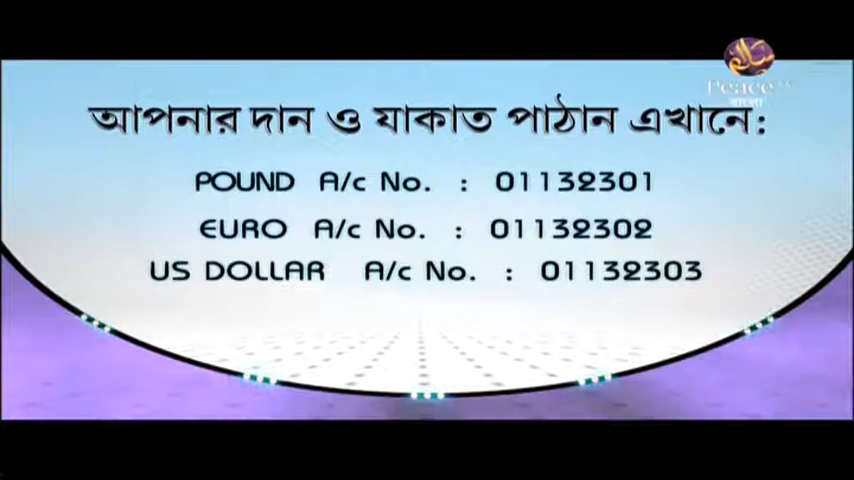 Peace
বাংলা
আপনার দান ও যাকাত পাঠান এখানে:
POUND A/c No. : 01132301
EURO A/c No. : 01132302
US DOLLAR A/c No. : 01132303